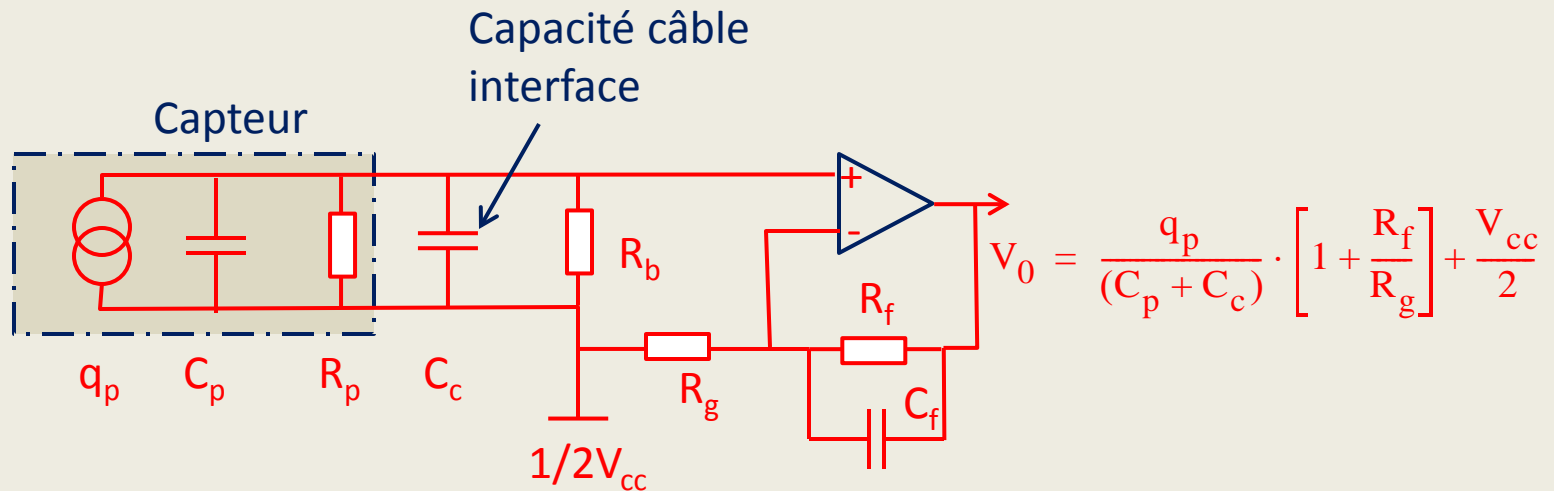 Capacité câble
interface
Capteur
+
-
R_b
R_f
V_0 = q_p / (C_p + C_c) · [1 + R_f / R_g] + V_cc / 2
q_p C_p R_p C_c R_g C_f
1/2V_cc